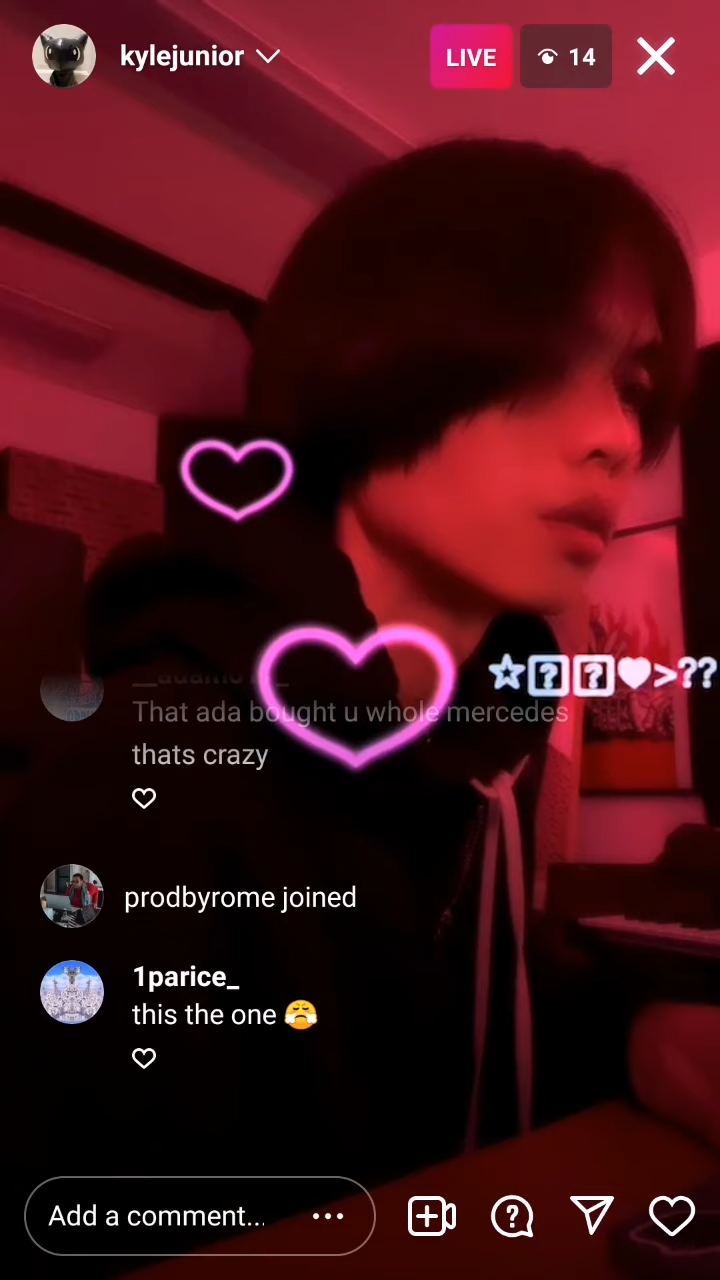 kylejunior
LIVE
14
☆⍰⍰♥>??
That ada bought u whole mercedes
thats crazy
prodbyrome joined
1parice_
this the one 😤
Add a comment...